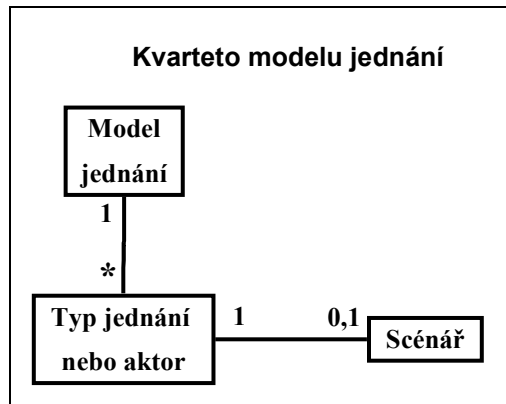 Kvarteto modelu jednání
Model
jednání
1
*
Typ jednání
nebo aktor
1
0,1
Scénář